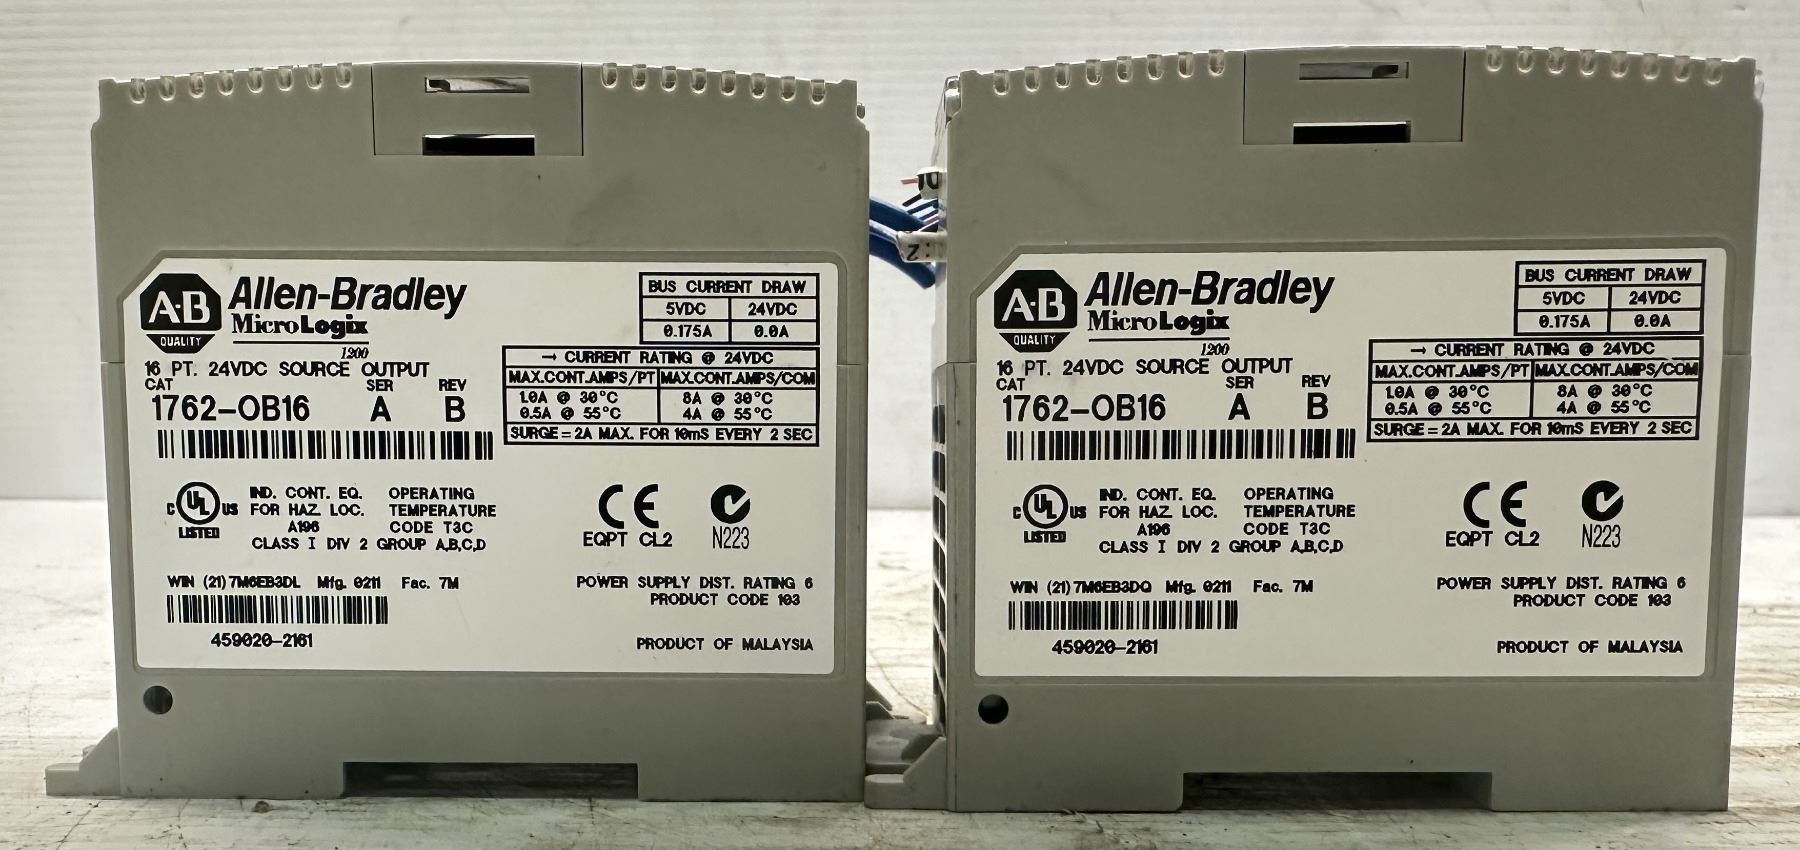 A·B
QUALITY
Allen-Bradley
MicroLogix
1200
BUS CURRENT DRAW
5VDC 24VDC
0.175A 0.0A
16 PT. 24VDC SOURCE OUTPUT
CAT SER REV
1762-OB16 A B
→ CURRENT RATING @ 24VDC
MAX.CONT.AMPS/PT MAX.CONT.AMPS/COM
1.0A @ 30°C 8A @ 30°C
0.5A @ 55°C 4A @ 55°C
SURGE = 2A MAX. FOR 10mS EVERY 2 SEC
C UL US
LISTED
IND. CONT. EQ.
FOR HAZ. LOC.
A196
OPERATING
TEMPERATURE
CODE T3C
CLASS I DIV 2 GROUP A,B,C,D
CE
EQPT CL2
N223
WIN (21) 7M6EB3DL Mfg. 0211 Fac. 7M
459020-2161
POWER SUPPLY DIST. RATING 6
PRODUCT CODE 103
PRODUCT OF MALAYSIA
A·B
QUALITY
Allen-Bradley
MicroLogix
1200
BUS CURRENT DRAW
5VDC 24VDC
0.175A 0.0A
16 PT. 24VDC SOURCE OUTPUT
CAT SER REV
1762-OB16 A B
→ CURRENT RATING @ 24VDC
MAX.CONT.AMPS/PT MAX.CONT.AMPS/COM
1.0A @ 30°C 8A @ 30°C
0.5A @ 55°C 4A @ 55°C
SURGE = 2A MAX. FOR 10mS EVERY 2 SEC
C UL US
LISTED
IND. CONT. EQ.
FOR HAZ. LOC.
A196
OPERATING
TEMPERATURE
CODE T3C
CLASS I DIV 2 GROUP A,B,C,D
CE
EQPT CL2
N223
WIN (21) 7M6EB3DQ Mfg. 0211 Fac. 7M
459020-2161
POWER SUPPLY DIST. RATING 6
PRODUCT CODE 103
PRODUCT OF MALAYSIA